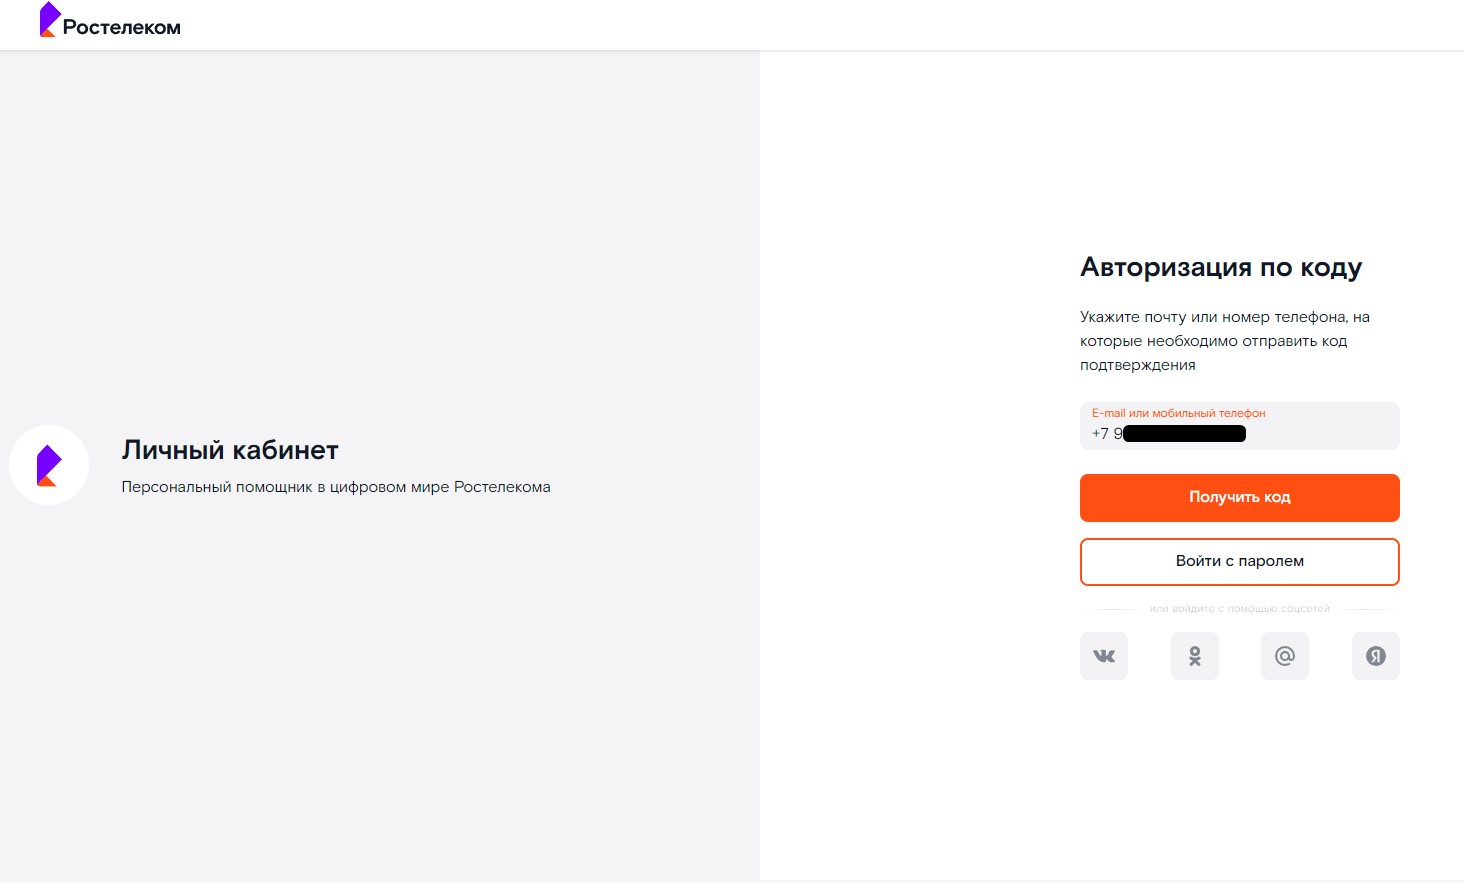 Ростелеком
Личный кабинет
Персональный помощник в цифровом мире Ростелекома
Авторизация по коду
Укажите почту или номер телефона, на
которые необходимо отправить код
подтверждения
E-mail или мобильный телефон
+7 9
Получить код
Войти с паролем
или войдите с помощью соцсетей